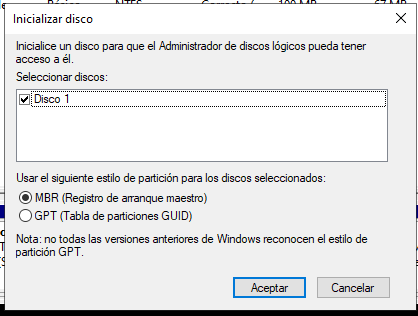 Básico NTFS Correcto ( 100 MB 67 MB
Inicializar disco
Inicialice un disco para que el Administrador de discos lógicos pueda tener
acceso a él.
Seleccionar discos:
Disco 1
Usar el siguiente estilo de partición para los discos seleccionados:
MBR (Registro de arranque maestro)
GPT (Tabla de particiones GUID)
Nota: no todas las versiones anteriores de Windows reconocen el estilo de
partición GPT.
Aceptar Cancelar